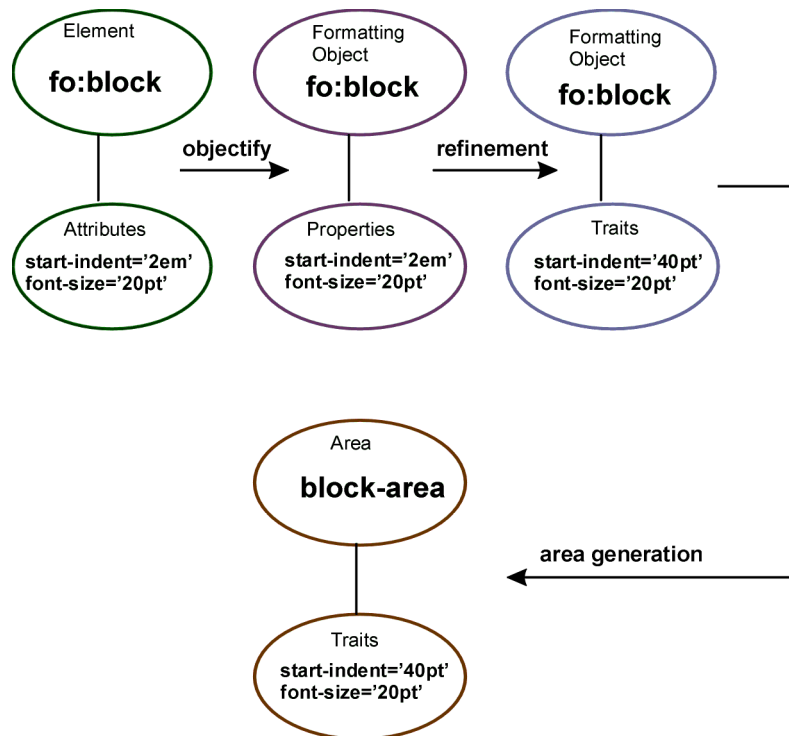 Element
fo:block
Formatting
Object
fo:block
Formatting
Object
fo:block
objectify
refinement
Attributes
start-indent=’2em’
font-size=’20pt’
Properties
start-indent=’2em’
font-size=’20pt’
Traits
start-indent=’40pt’
font-size=’20pt’
Area
block-area
area generation
Traits
start-indent=’40pt’
font-size=’20pt’